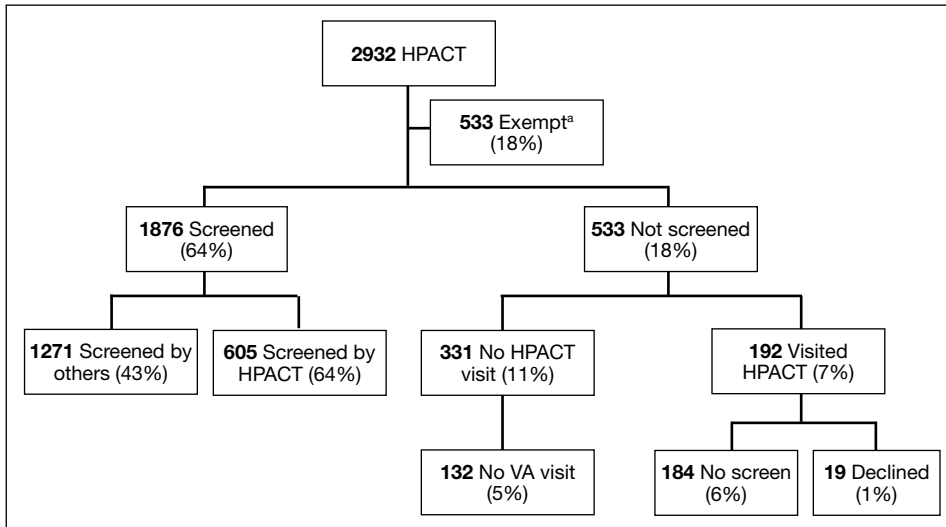 2932 HPACT
533 Exemptᵃ
(18%)
1876 Screened
(64%)
533 Not screened
(18%)
1271 Screened by
others (43%)
605 Screened by
HPACT (64%)
331 No HPACT
visit (11%)
192 Visited
HPACT (7%)
132 No VA visit
(5%)
184 No screen
(6%)
19 Declined
(1%)